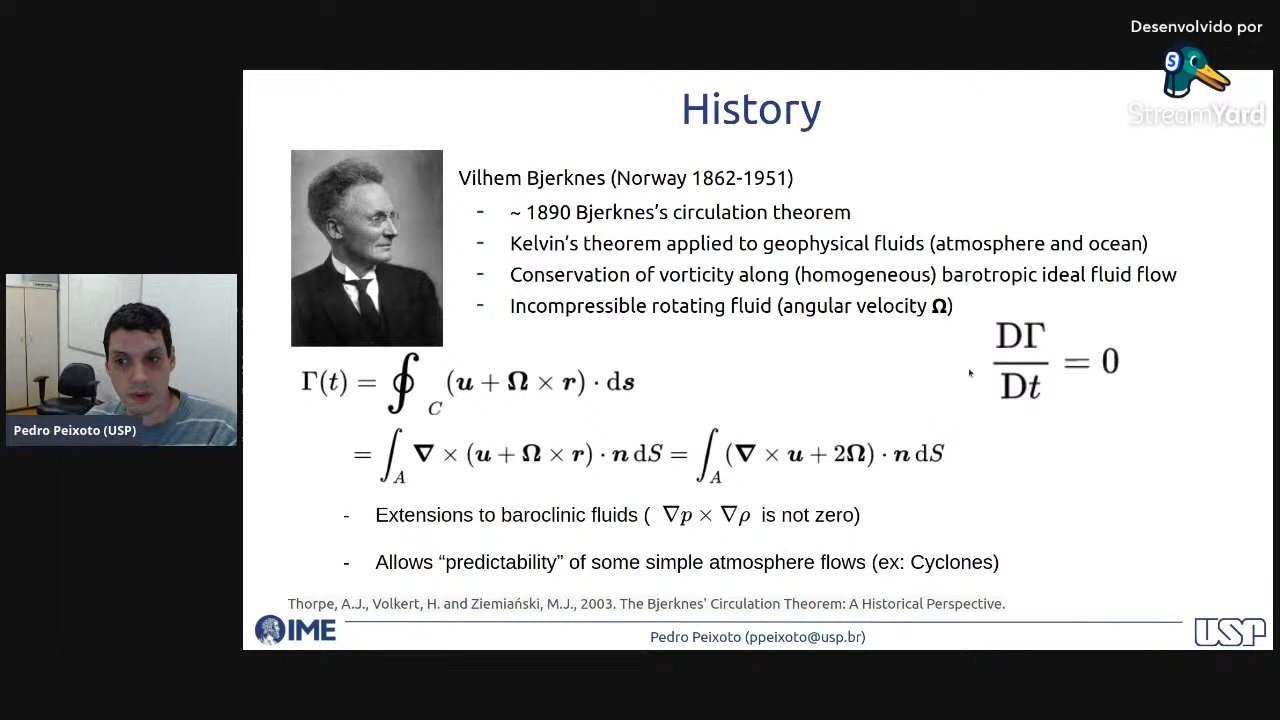 Desenvolvido por
S
StreamYard
History
Vilhem Bjerknes (Norway 1862-1951)
- ~ 1890 Bjerknes's circulation theorem
- Kelvin's theorem applied to geophysical fluids (atmosphere and ocean)
- Conservation of vorticity along (homogeneous) barotropic ideal fluid flow
- Incompressible rotating fluid (angular velocity Ω)
DΓ/Dt = 0
Γ(t) = ∮_C (u + Ω × r) · ds
= ∫_A ∇ × (u + Ω × r) · n dS = ∫_A (∇ × u + 2Ω) · n dS
- Extensions to baroclinic fluids ( ∇p × ∇ρ is not zero)
- Allows “predictability” of some simple atmosphere flows (ex: Cyclones)
Thorpe, A.J., Volkert, H. and Ziemiański, M.J., 2003. The Bjerknes' Circulation Theorem: A Historical Perspective.
IME
Pedro Peixoto (ppeixoto@usp.br)
USP
Pedro Peixoto (USP)